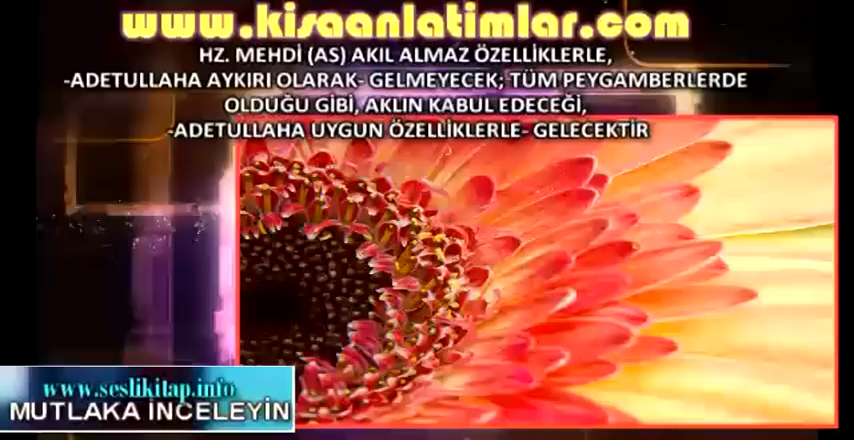 www.kisaanlatimlar.com
HZ. MEHDİ (AS) AKIL ALMAZ ÖZELLİKLERLE,
-ADETULLAHA AYKIRI OLARAK- GELMEYECEK; TÜM PEYGAMBERLERDE
OLDUĞU GİBİ, AKLIN KABUL EDECEĞİ,
-ADETULLAHA UYGUN ÖZELLİKLERLE- GELECEKTİR
www.seslikitap.info
MUTLAKA İNCELEYİN